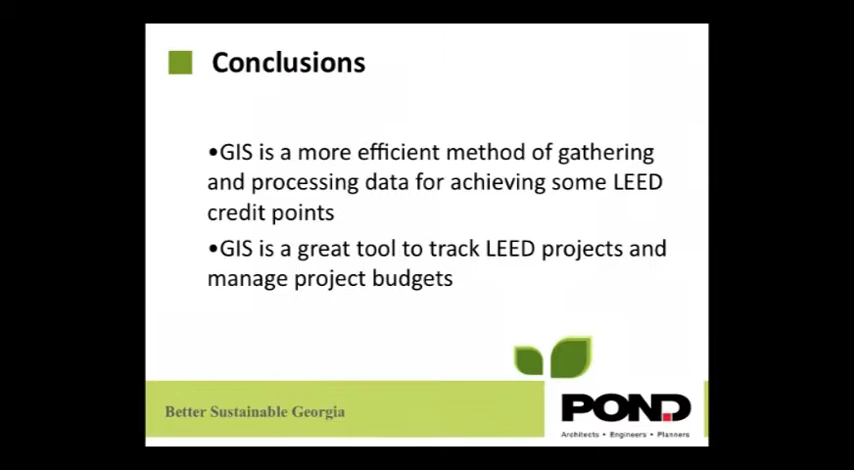 Conclusions
•GIS is a more efficient method of gathering
and processing data for achieving some LEED
credit points
•GIS is a great tool to track LEED projects and
manage project budgets
Better Sustainable Georgia
POND
Architects • Engineers • Planners